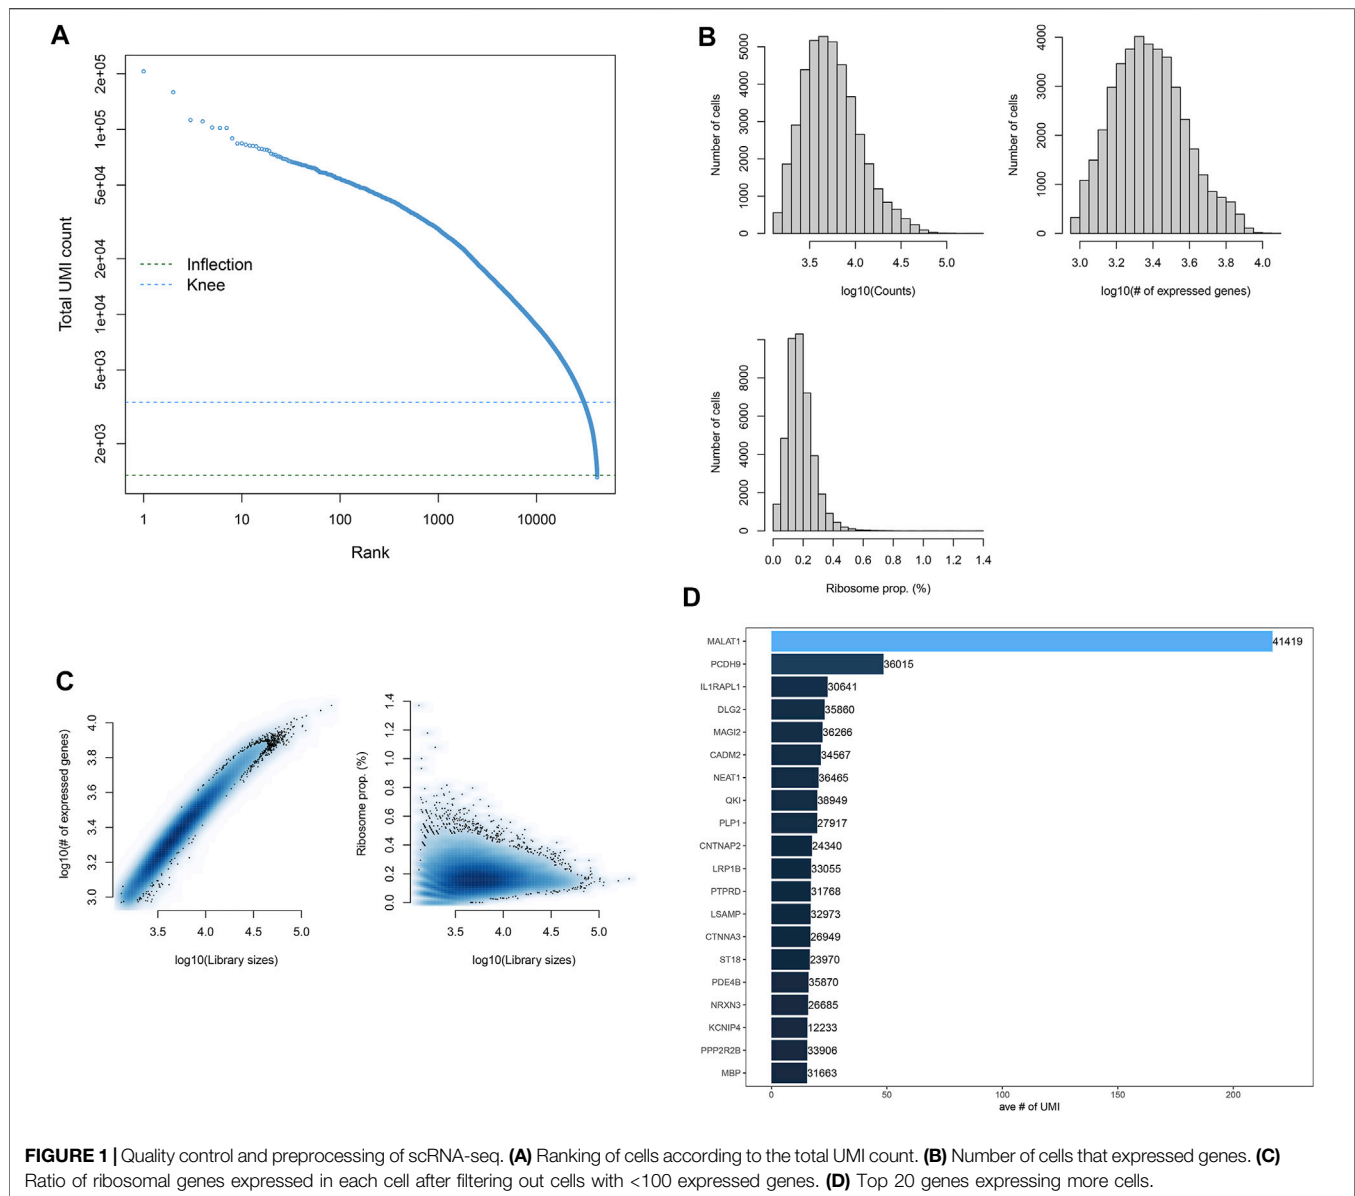 A
Total UMI count
2e+05
1e+05
5e+04
2e+04
1e+04
5e+03
2e+03
Inflection
Knee
1 10 100 1000 10000
Rank
B
Number of cells
5000
4000
3000
2000
1000
0
3.5 4.0 4.5 5.0
log10(Counts)
Number of cells
4000
3000
2000
1000
0
3.0 3.2 3.4 3.6 3.8 4.0
log10(# of expressed genes)
Number of cells
8000
6000
4000
2000
0
0.0 0.2 0.4 0.6 0.8 1.0 1.2 1.4
Ribosome prop. (%)
C
log10(# of expressed genes)
4.0
3.8
3.6
3.4
3.2
3.0
3.5 4.0 4.5 5.0
log10(Library sizes)
Ribosome prop. (%)
1.4
1.2
1.0
0.8
0.6
0.4
0.2
0.0
3.5 4.0 4.5 5.0
log10(Library sizes)
D
MALAT1 41419
PCDH9 36015
IL1RAPL1 30641
DLG2 35860
MAGI2 36266
CADM2 34567
NEAT1 36465
QKI 38949
PLP1 27917
CNTNAP2 24340
LRP1B 33055
PTPRD 31768
LSAMP 32973
CTNNA3 26949
ST18 23970
PDE4B 35870
NRXN3 26685
KCNIP4 12233
PPP2R2B 33906
MBP 31663
0 50 100 150 200
ave # of UMI
FIGURE 1 | Quality control and preprocessing of scRNA-seq. (A) Ranking of cells according to the total UMI count. (B) Number of cells that expressed genes. (C)
Ratio of ribosomal genes expressed in each cell after filtering out cells with <100 expressed genes. (D) Top 20 genes expressing more cells.